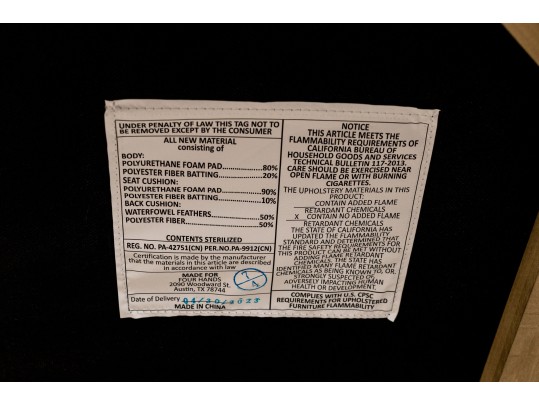 UNDER PENALTY OF LAW THIS TAG NOT TO
BE REMOVED EXCEPT BY THE CONSUMER
ALL NEW MATERIAL
consisting of
BODY:
POLYURETHANE FOAM PAD..................80%
POLYESTER FIBER BATTING.................20%
SEAT CUSHION:
POLYURETHANE FOAM PAD..................90%
POLYESTER FIBER BATTING.................10%
BACK CUSHION:
WATERFOWL FEATHERS.....................50%
POLYESTER FIBER............................50%
CONTENTS STERILIZED
REG. NO. PA-42751(CN) PER.NO.PA-9912(CN)
Certification is made by the manufacturer
that the materials in this article are described
in accordance with law
MADE FOR
FOUR HANDS
2090 Woodward St.
Austin, TX 78744
Date of Delivery
MADE IN CHINA
NOTICE
THIS ARTICLE MEETS THE
FLAMMABILITY REQUIREMENTS OF
CALIFORNIA BUREAU OF
HOUSEHOLD GOODS AND SERVICES
TECHNICAL BULLETIN 117-2013.
CARE SHOULD BE EXERCISED NEAR
OPEN FLAME OR WITH BURNING
CIGARETTES.
THE UPHOLSTERY MATERIALS IN THIS
PRODUCT:
CONTAIN ADDED FLAME
RETARDANT CHEMICALS
X CONTAIN NO ADDED FLAME
RETARDANT CHEMICALS
THE STATE OF CALIFORNIA HAS
UPDATED THE FLAMMABILITY
STANDARD AND DETERMINED THAT
THE FIRE SAFETY REQUIREMENTS FOR
THIS PRODUCT CAN BE MET WITHOUT
ADDING FLAME RETARDANT
CHEMICALS. THE STATE HAS
IDENTIFIED MANY FLAME RETARDANT
CHEMICALS AS BEING KNOWN TO, OR
STRONGLY SUSPECTED OF,
ADVERSELY IMPACTING HUMAN
HEALTH OR DEVELOPMENT.
COMPLIES WITH U.S. CPSC
REQUIREMENTS FOR UPHOLSTERED
FURNITURE FLAMMABILITY